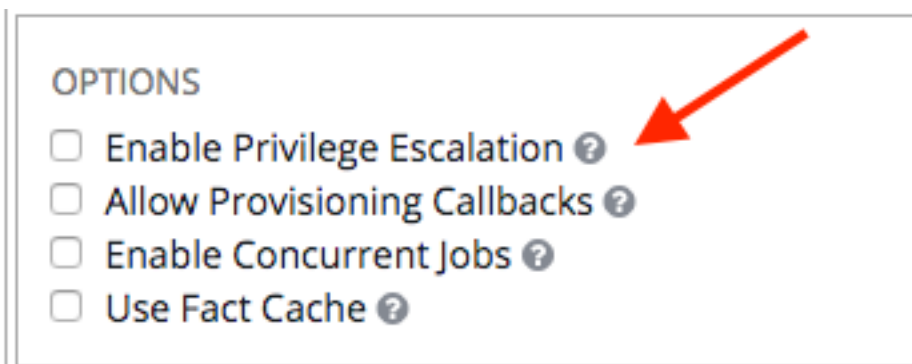 OPTIONS
Enable Privilege Escalation ?
Allow Provisioning Callbacks ?
Enable Concurrent Jobs ?
Use Fact Cache ?